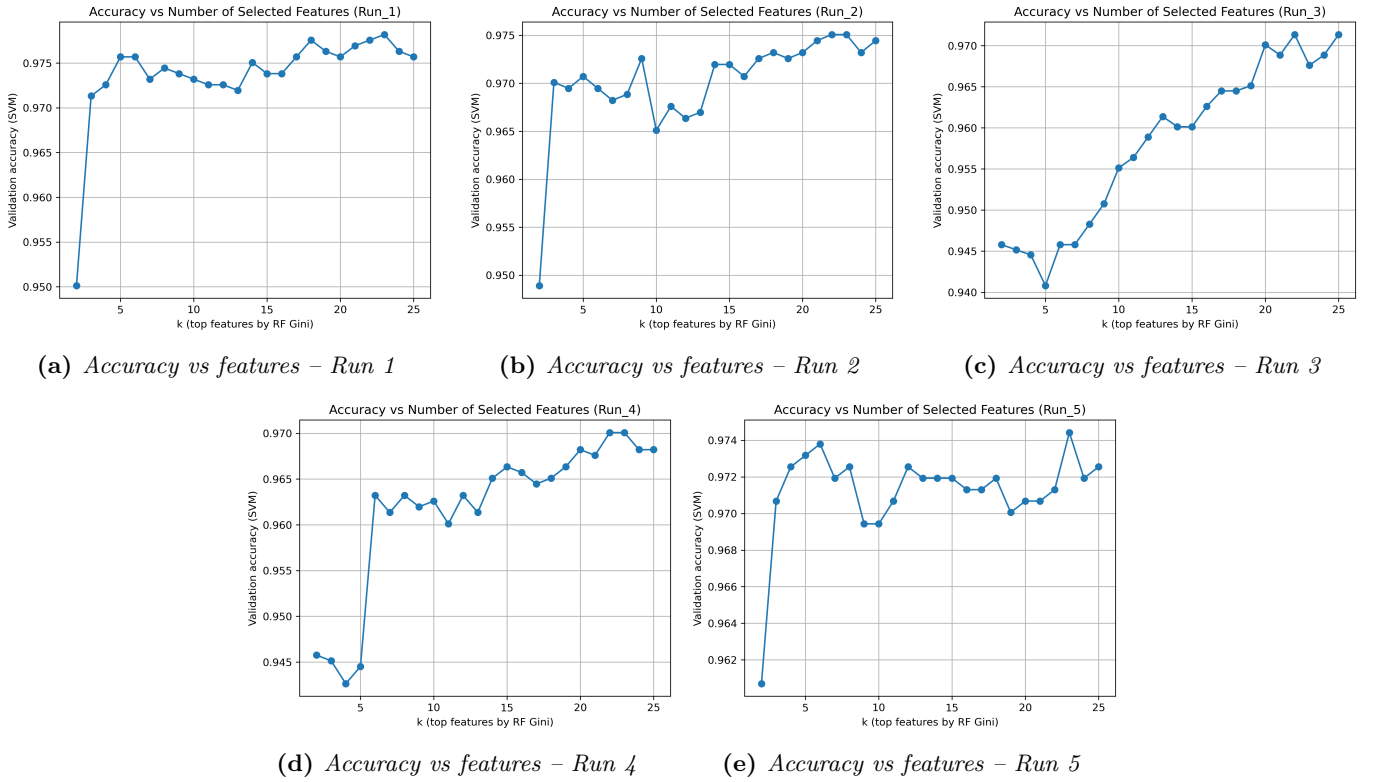 Accuracy vs Number of Selected Features (Run_1)
Validation accuracy (SVM)
0.975
0.970
0.965
0.960
0.955
0.950
5 10 15 20 25
k (top features by RF Gini)
(a) Accuracy vs features – Run 1
Accuracy vs Number of Selected Features (Run_2)
Validation accuracy (SVM)
0.975
0.970
0.965
0.960
0.955
0.950
5 10 15 20 25
k (top features by RF Gini)
(b) Accuracy vs features – Run 2
Accuracy vs Number of Selected Features (Run_3)
Validation accuracy (SVM)
0.970
0.965
0.960
0.955
0.950
0.945
0.940
5 10 15 20 25
k (top features by RF Gini)
(c) Accuracy vs features – Run 3
Accuracy vs Number of Selected Features (Run_4)
Validation accuracy (SVM)
0.970
0.965
0.960
0.955
0.950
0.945
5 10 15 20 25
k (top features by RF Gini)
(d) Accuracy vs features – Run 4
Accuracy vs Number of Selected Features (Run_5)
Validation accuracy (SVM)
0.974
0.972
0.970
0.968
0.966
0.964
0.962
5 10 15 20 25
k (top features by RF Gini)
(e) Accuracy vs features – Run 5